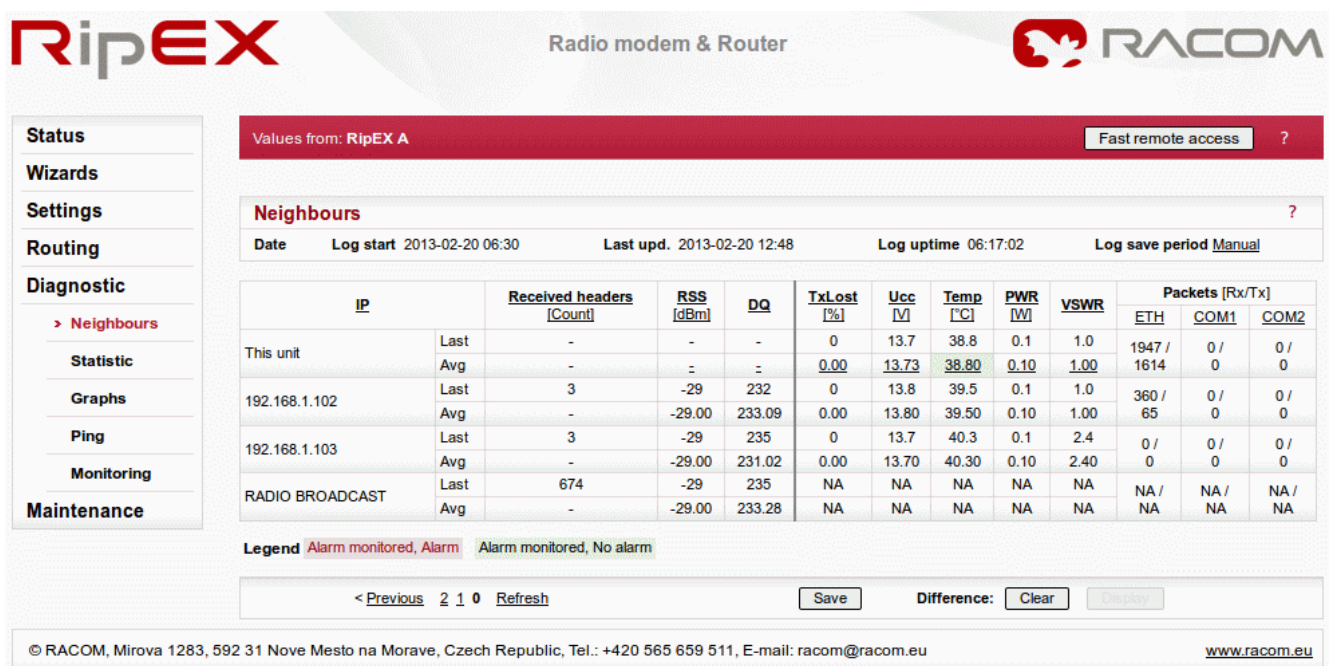 RipEX
Radio modem & Router
RACOM
Status
Wizards
Settings
Routing
Diagnostic
> Neighbours
Statistic
Graphs
Ping
Monitoring
Maintenance
Values from: RipEX A Fast remote access ?
Neighbours ?
Date Log start 2013-02-20 06:30 Last upd. 2013-02-20 12:48 Log uptime 06:17:02 Log save period Manual
IP Received headers [Count] RSS [dBm] DQ TxLost [%] Ucc [V] Temp [°C] PWR [W] VSWR Packets [Rx/Tx]
ETH COM1 COM2
This unit Last - - - 0 13.7 38.8 0.1 1.0 1947 / 1614 0 / 0 0 / 0
Avg - - - 0.00 13.73 38.80 0.10 1.00
192.168.1.102 Last 3 -29 232 0 13.8 39.5 0.1 1.0 360 / 65 0 / 0 0 / 0
Avg - -29.00 233.09 0.00 13.80 39.50 0.10 1.00
192.168.1.103 Last 3 -29 235 0 13.7 40.3 0.1 2.4 0 / 0 0 / 0 0 / 0
Avg - -29.00 231.02 0.00 13.70 40.30 0.10 2.40
RADIO BROADCAST Last 674 -29 235 NA NA NA NA NA NA / NA NA / NA NA / NA
Avg - -29.00 233.28 NA NA NA NA NA
Legend Alarm monitored, Alarm Alarm monitored, No alarm
< Previous 2 1 0 Refresh Save Difference: Clear Display
© RACOM, Mirova 1283, 592 31 Nove Mesto na Morave, Czech Republic, Tel.: +420 565 659 511, E-mail: racom@racom.eu www.racom.eu